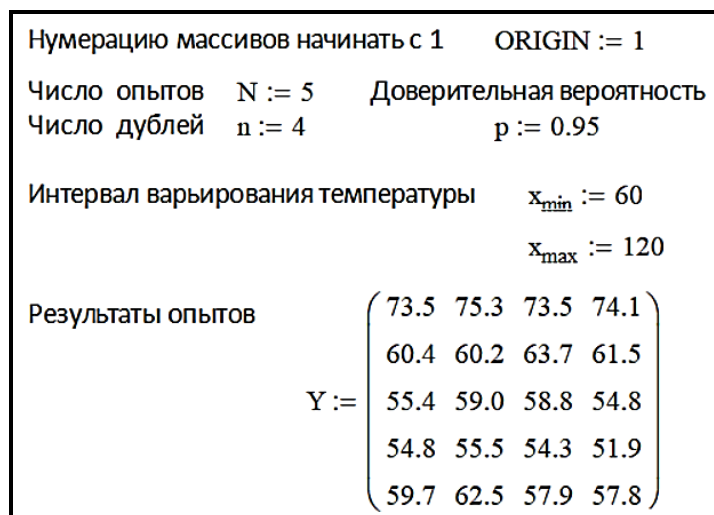 Нумерацию массивов начинать с 1 ORIGIN := 1
Число опытов N := 5 Доверительная вероятность
Число дублей n := 4 p := 0.95
Интервал варьирования температуры x_min := 60
x_max := 120
Результаты опытов
73.5 75.3 73.5 74.1
60.4 60.2 63.7 61.5
Y := 55.4 59.0 58.8 54.8
54.8 55.5 54.3 51.9
59.7 62.5 57.9 57.8